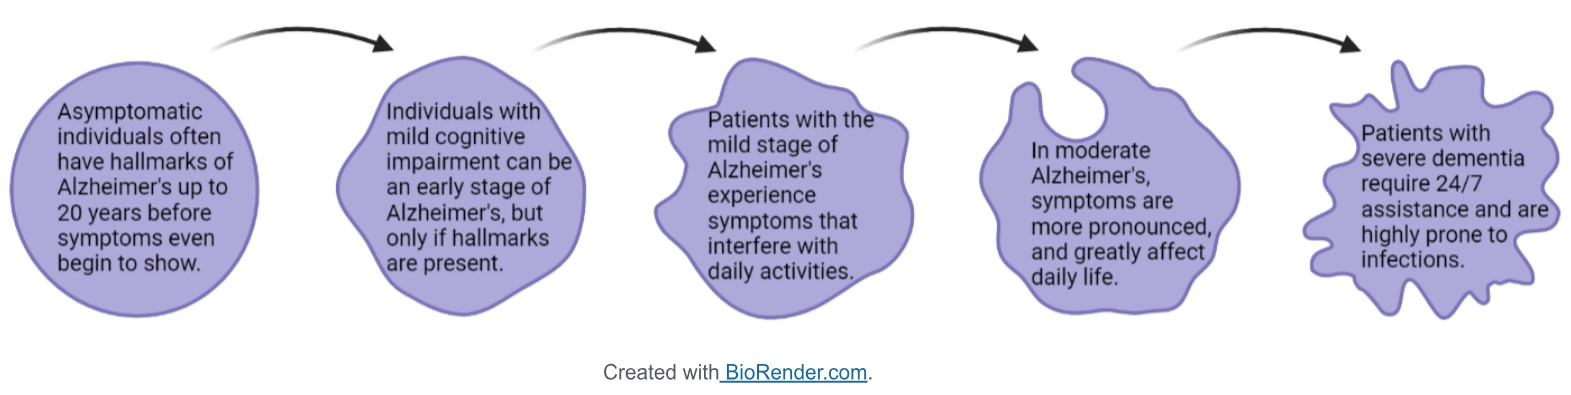 Asymptomatic
individuals often
have hallmarks of
Alzheimer's up to
20 years before
symptoms even
begin to show.
Individuals with
mild cognitive
impairment can be
an early stage of
Alzheimer's, but
only if hallmarks
are present.
Patients with the
mild stage of
Alzheimer's
experience
symptoms that
interfere with
daily activities.
In moderate
Alzheimer's,
symptoms are
more pronounced,
and greatly affect
daily life.
Patients with
severe dementia
require 24/7
assistance and are
highly prone to
infections.
Created with BioRender.com.